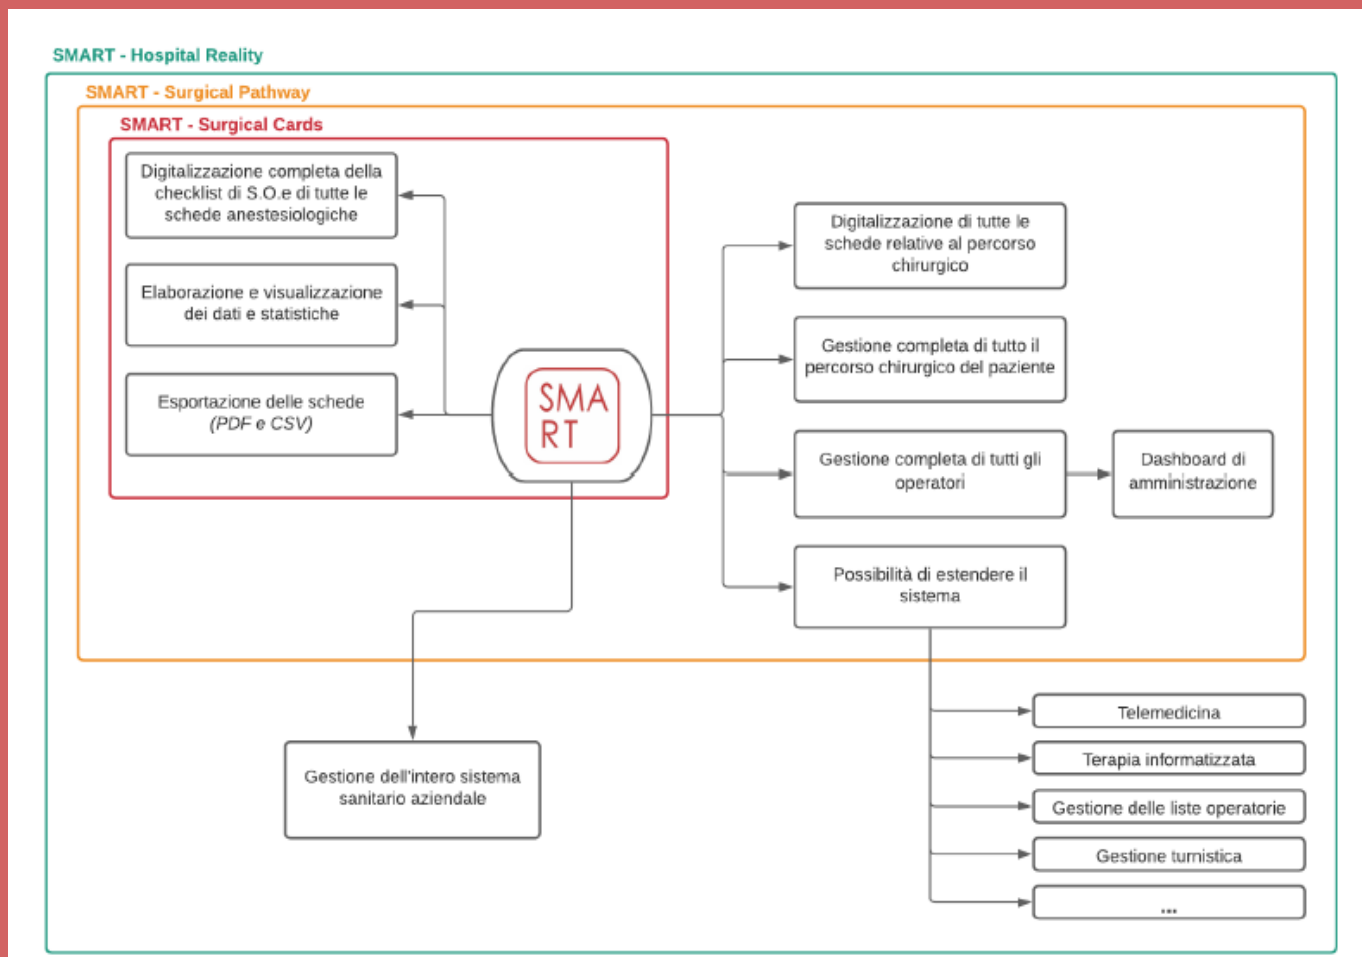 SMART - Hospital Reality
SMART - Surgical Pathway
SMART - Surgical Cards
Digitalizzazione completa della
checklist di S.O.e di tutte le
schede anestesiologiche
Elaborazione e visualizzazione
dei dati e statistiche
Esportazione delle schede
(PDF e CSV)
SMA
RT
Digitalizzazione di tutte le
schede relative al percorso
chirurgico
Gestione completa di tutto il
percorso chirurgico del paziente
Gestione completa di tutti gli
operatori
Dashboard di
amministrazione
Possibilità di estendere il
sistema
Gestione dell'intero sistema
sanitario aziendale
Telemedicina
Terapia informatizzata
Gestione delle liste operatorie
Gestione turnistica
...